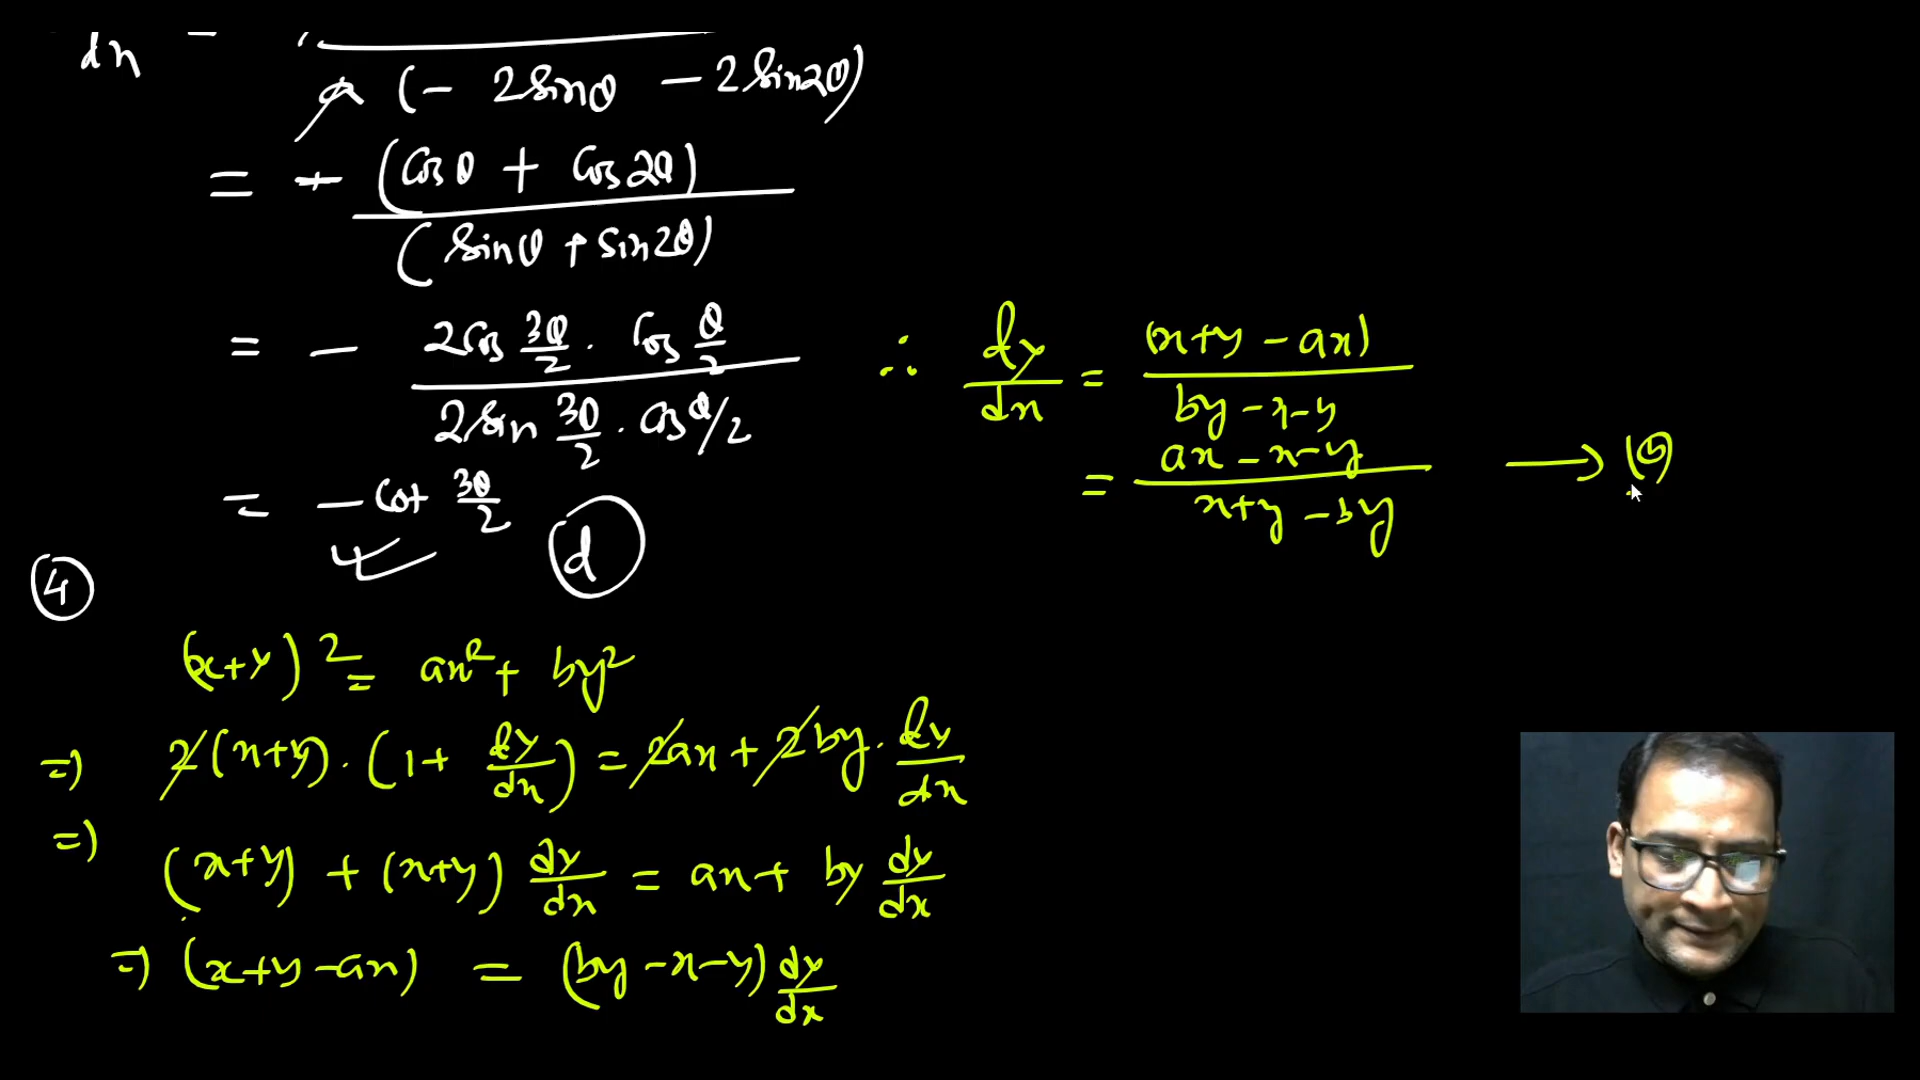 dx =
a (- 2sinθ - 2sin2θ)
= + (Cosθ + Cos2θ)
(sinθ + sin2θ)
= - 2Cos 3θ/2 . Cos θ/2
2sin 3θ/2 . Cos θ/2
= - Cot 3θ/2 (d)
∴ dy/dx = (x+y - ax)
by - x - y
= ax - x - y →
x+y - by
(4)
(x+y)² = ax² + by²
=) 2(x+y) . (1 + dy/dx) = 2ax + 2by . dy/dx
=) (x+y) + (x+y) dy/dx = ax + by dy/dx
=) (x+y - ax) = (by - x - y) dy/dx